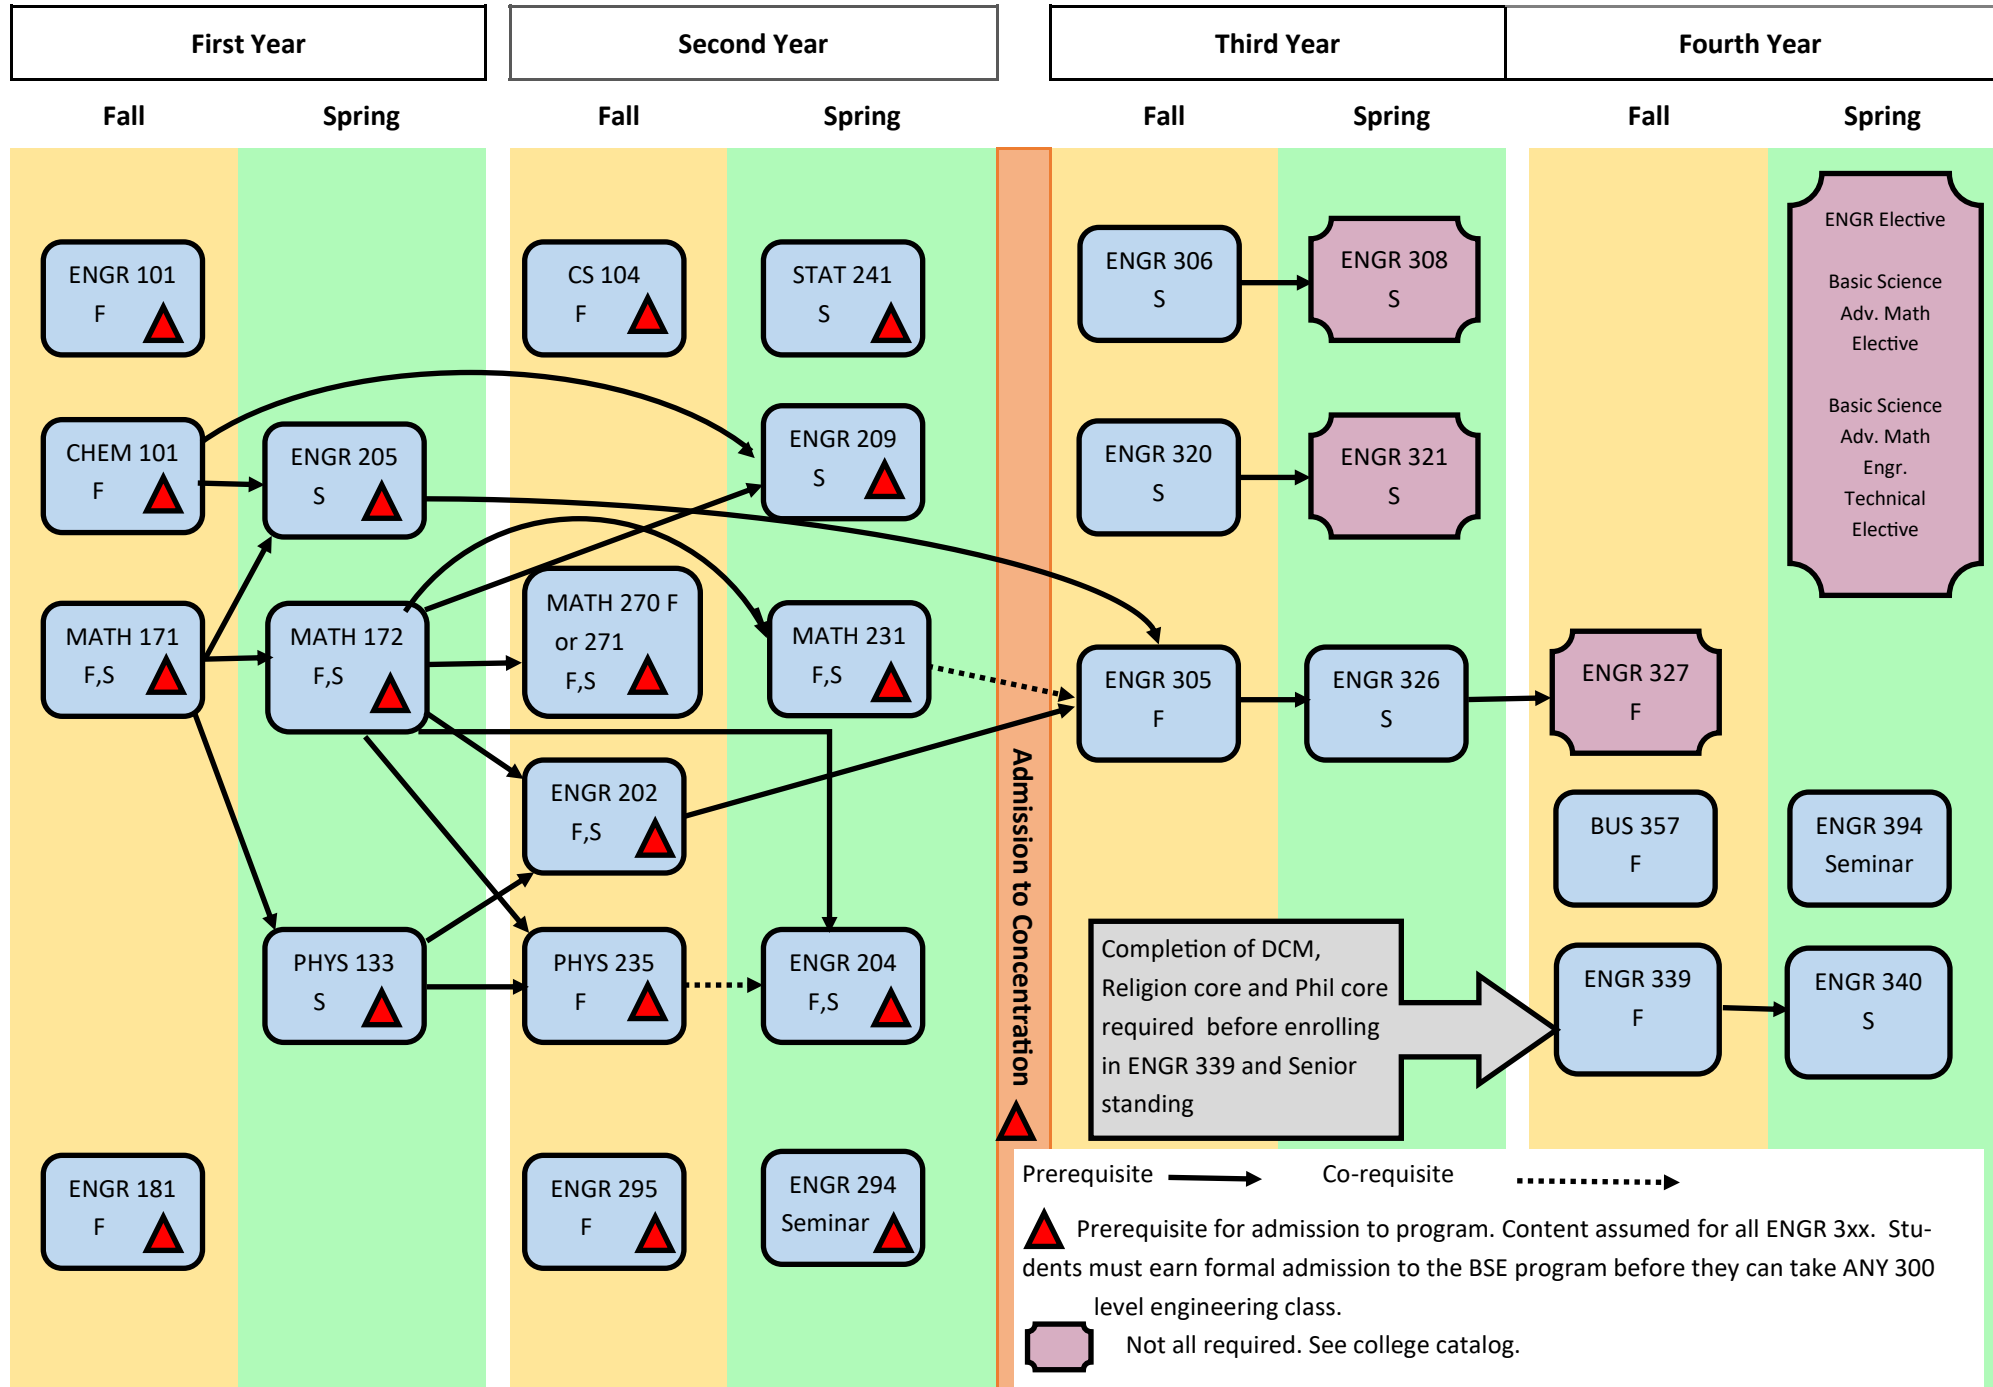 First Year
Second Year
Third Year
Fourth Year
Fall
Spring
Fall
Spring
Fall
Spring
Fall
Spring
ENGR 101
F
CHEM 101
F
MATH 171
F,S
ENGR 181
F
ENGR 205
S
MATH 172
F,S
PHYS 133
S
CS 104
F
MATH 270 F
or 271
F,S
ENGR 202
F,S
PHYS 235
F
ENGR 295
F
STAT 241
S
ENGR 209
S
MATH 231
F,S
ENGR 204
F,S
ENGR 294
Seminar
Admission to Concentration
ENGR 306
S
ENGR 320
S
ENGR 305
F
ENGR 308
S
ENGR 321
S
ENGR 326
S
Completion of DCM,
Religion core and Phil core
required before enrolling
in ENGR 339 and Senior
standing
ENGR 327
F
BUS 357
F
ENGR 339
F
ENGR Elective
Basic Science
Adv. Math
Elective
Basic Science
Adv. Math
Engr.
Technical
Elective
ENGR 394
Seminar
ENGR 340
S
Prerequisite
Co-requisite
Prerequisite for admission to program. Content assumed for all ENGR 3xx. Stu-
dents must earn formal admission to the BSE program before they can take ANY 300
level engineering class.
Not all required. See college catalog.